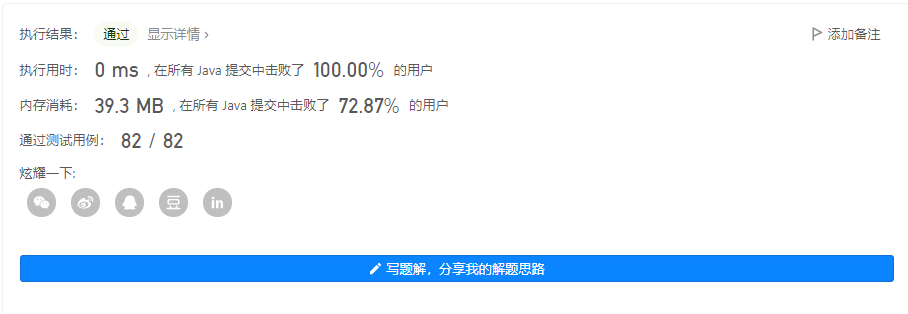 执行结果： 通过 显示详情 › 添加备注
执行用时： 0 ms , 在所有 Java 提交中击败了 100.00% 的用户
内存消耗： 39.3 MB , 在所有 Java 提交中击败了 72.87% 的用户
通过测试用例： 82 / 82
炫耀一下:
豆 in
写题解，分享我的解题思路